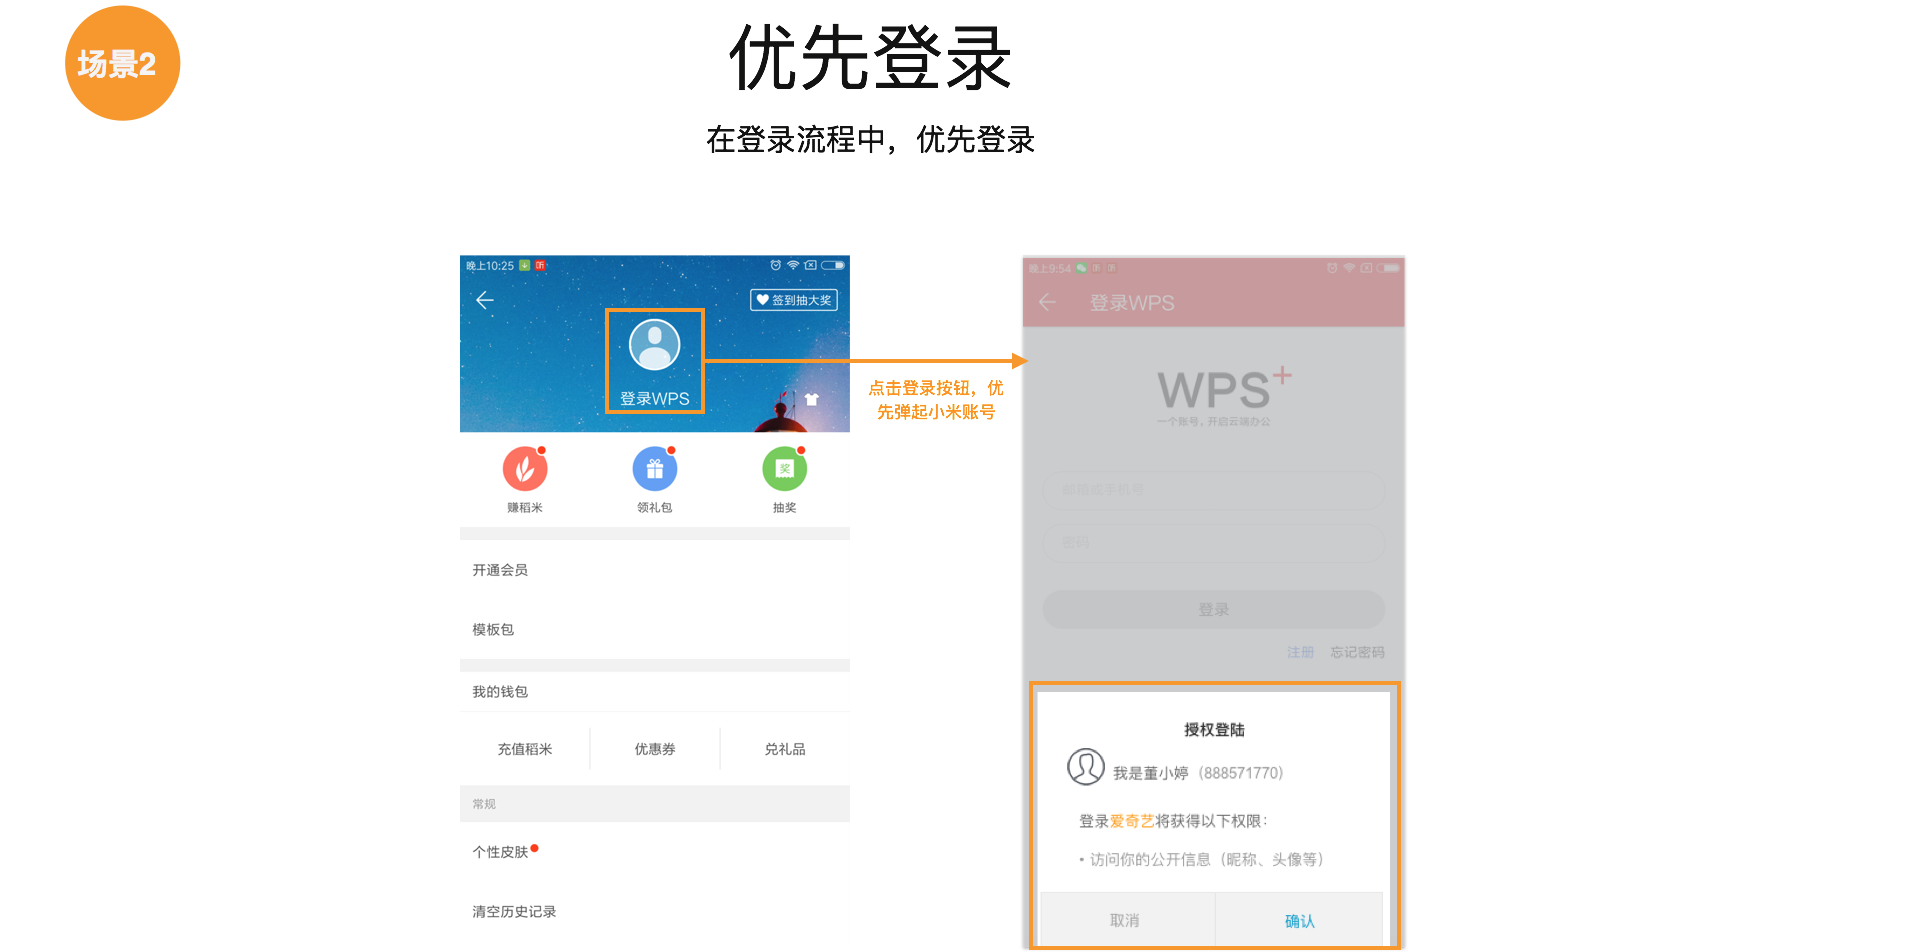 场景2
优先登录
在登录流程中，优先登录
晚上10:25
签到抽大奖
登录WPS
赚稻米
领礼包
抽奖
奖
开通会员
模板包
我的钱包
充值稻米
优惠券
兑礼品
常规
个性皮肤
清空历史记录
点击登录按钮，优
先弹起小米账号
晚上9:54
登录WPS
WPS+
一个账号，开启云端办公
邮箱或手机号
密码
登录
注册 忘记密码
授权登陆
我是董小婷（888571770）
登录爱奇艺将获得以下权限：
• 访问你的公开信息（昵称、头像等）
取消
确认